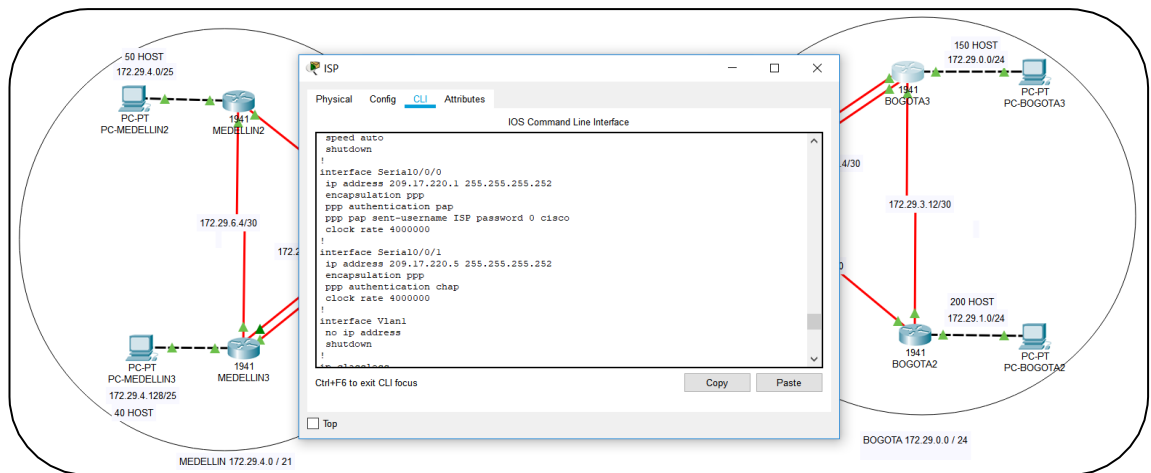 50 HOST
172.29.4.0/25
PC-PT
PC-MEDELLIN2
1941
MEDELLIN2
172.29.6.4/30
172.2
PC-PT
PC-MEDELLIN3
172.29.4.128/25
40 HOST
1941
MEDELLIN3
MEDELLIN 172.29.4.0 / 21
ISP
Physical Config CLI Attributes
IOS Command Line Interface
speed auto
shutdown
!
interface Serial0/0/0
ip address 209.17.220.1 255.255.255.252
encapsulation ppp
ppp authentication pap
ppp pap sent-username ISP password 0 cisco
clock rate 4000000
!
interface Serial0/0/1
ip address 209.17.220.5 255.255.255.252
encapsulation ppp
ppp authentication chap
clock rate 4000000
!
interface Vlan1
no ip address
shutdown
!
ip classless
Ctrl+F6 to exit CLI focus
Copy Paste
Top
150 HOST
172.29.0.0/24
1941
BOGOTA3
PC-PT
PC-BOGOTA3
.4/30
172.29.3.12/30
0
200 HOST
172.29.1.0/24
1941
BOGOTA2
PC-PT
PC-BOGOTA2
BOGOTA 172.29.0.0 / 24